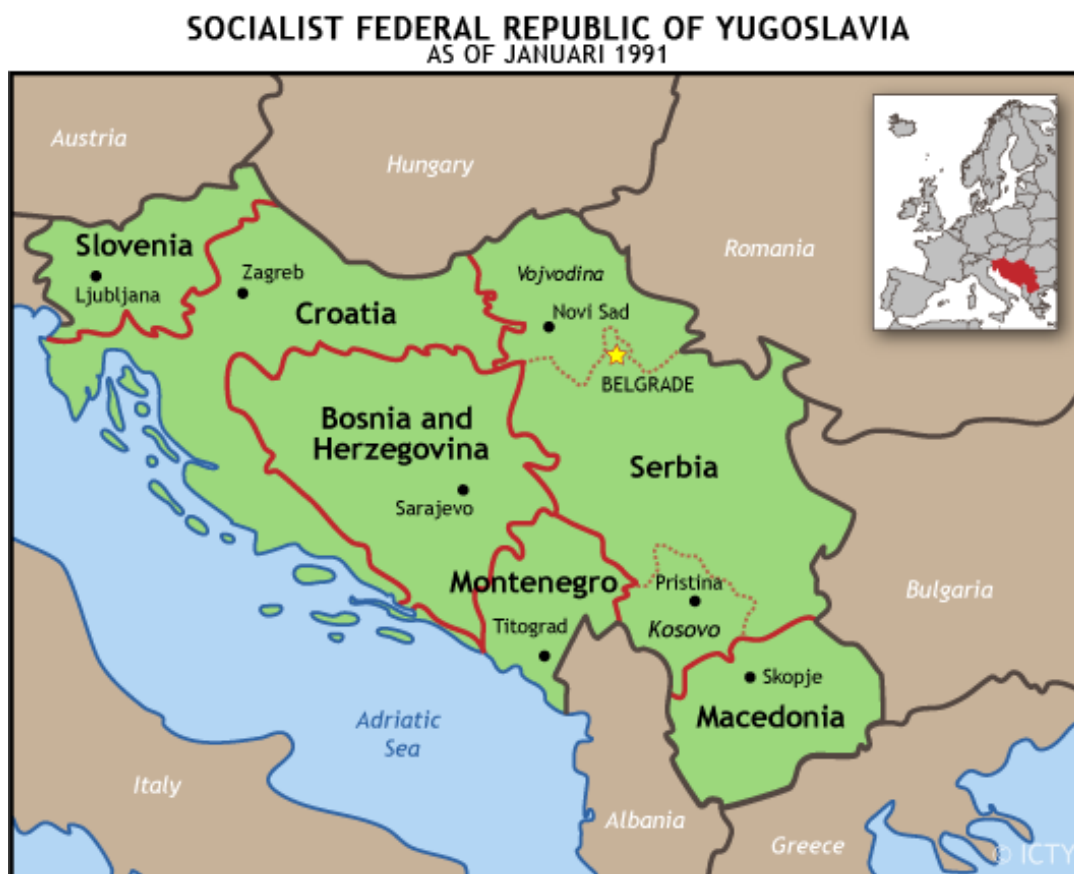 SOCIALIST FEDERAL REPUBLIC OF YUGOSLAVIA
AS OF JANUARI 1991
Austria
Hungary
Romania
Slovenia
Ljubljana
Zagreb
Croatia
Vojvodina
Novi Sad
BELGRADE
Bosnia and
Herzegovina
Sarajevo
Serbia
Montenegro
Titograd
Pristina
Kosovo
Bulgaria
Skopje
Macedonia
Adriatic
Sea
Italy
Albania
Greece
© ICTY